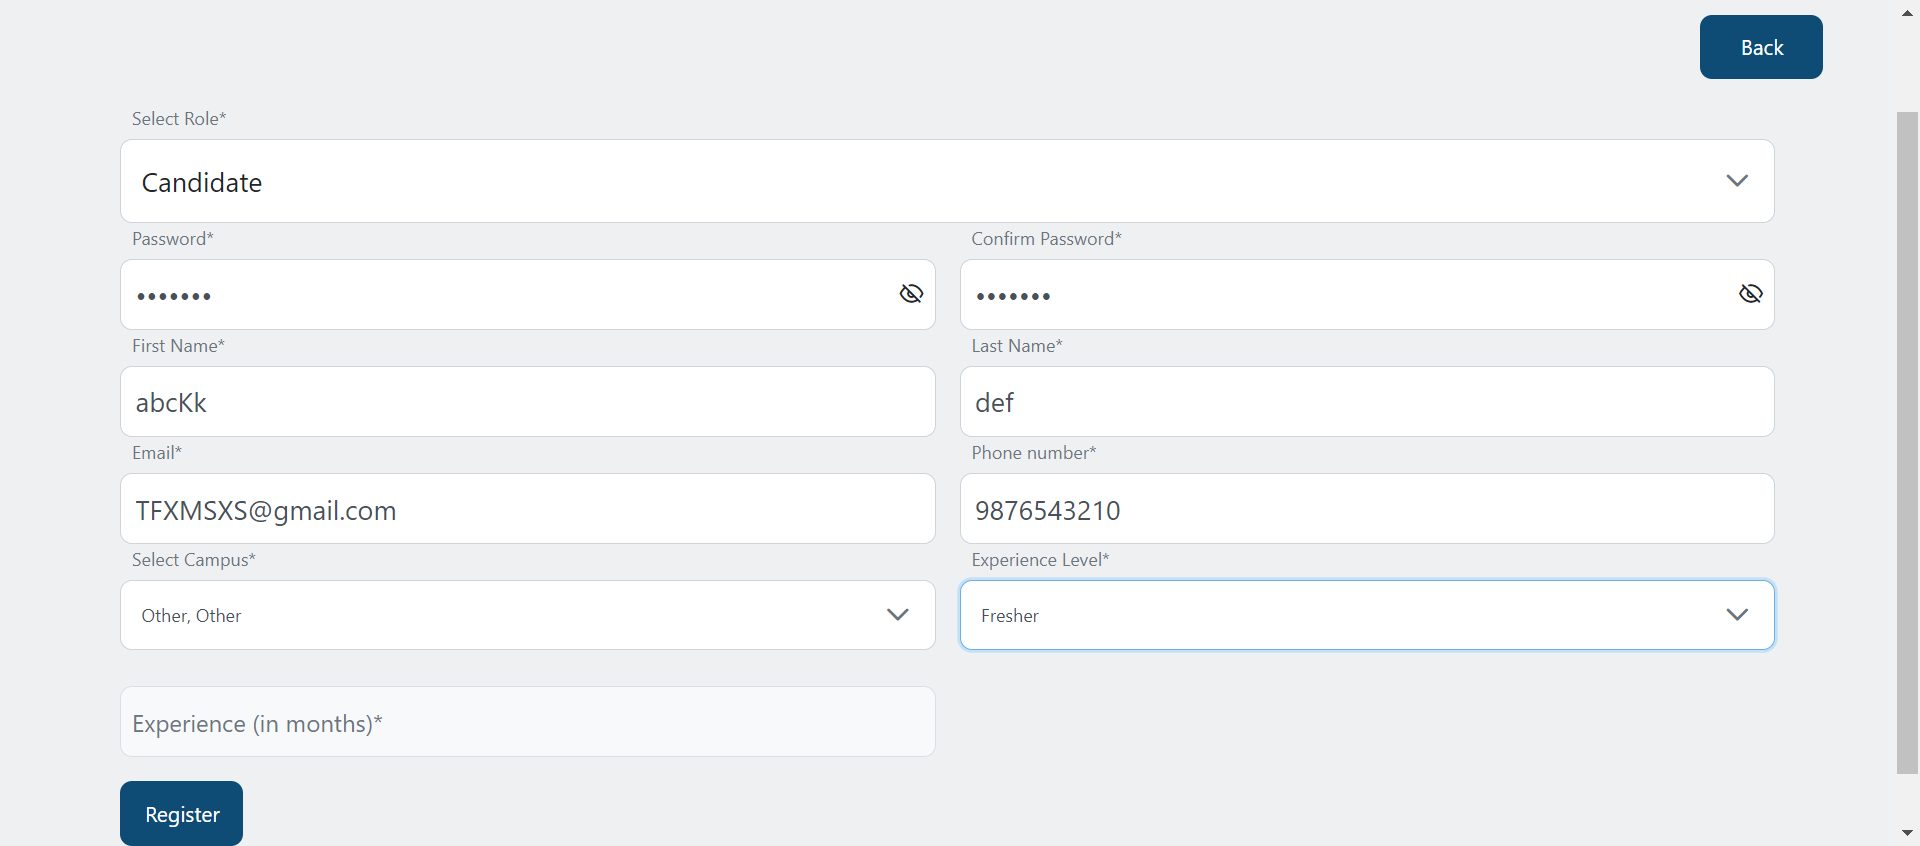 Back
Select Role*
Candidate
Password* Confirm Password*
••••••• •••••••
First Name* Last Name*
abcKk def
Email* Phone number*
TFXMSXS@gmail.com 9876543210
Select Campus* Experience Level*
Other, Other Fresher
Experience (in months)*
Register